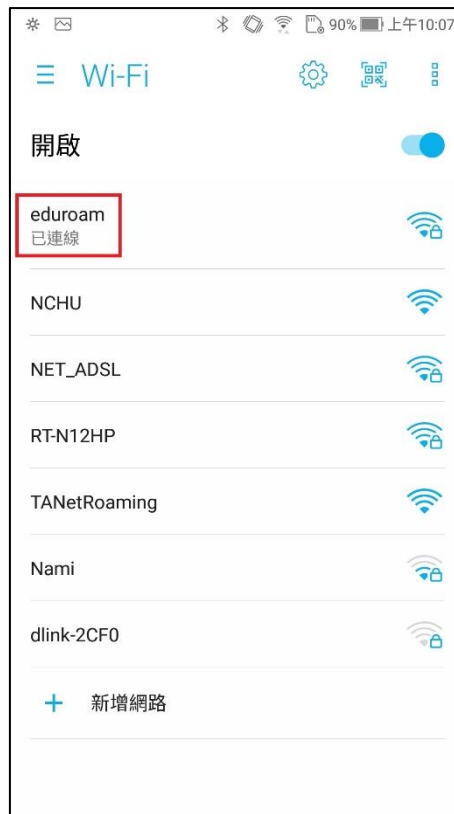 90% 上午10:07
Wi-Fi
開啟
eduroam
已連線
NCHU
NET_ADSL
RT-N12HP
TANetRoaming
Nami
dlink-2CF0
+ 新增網路